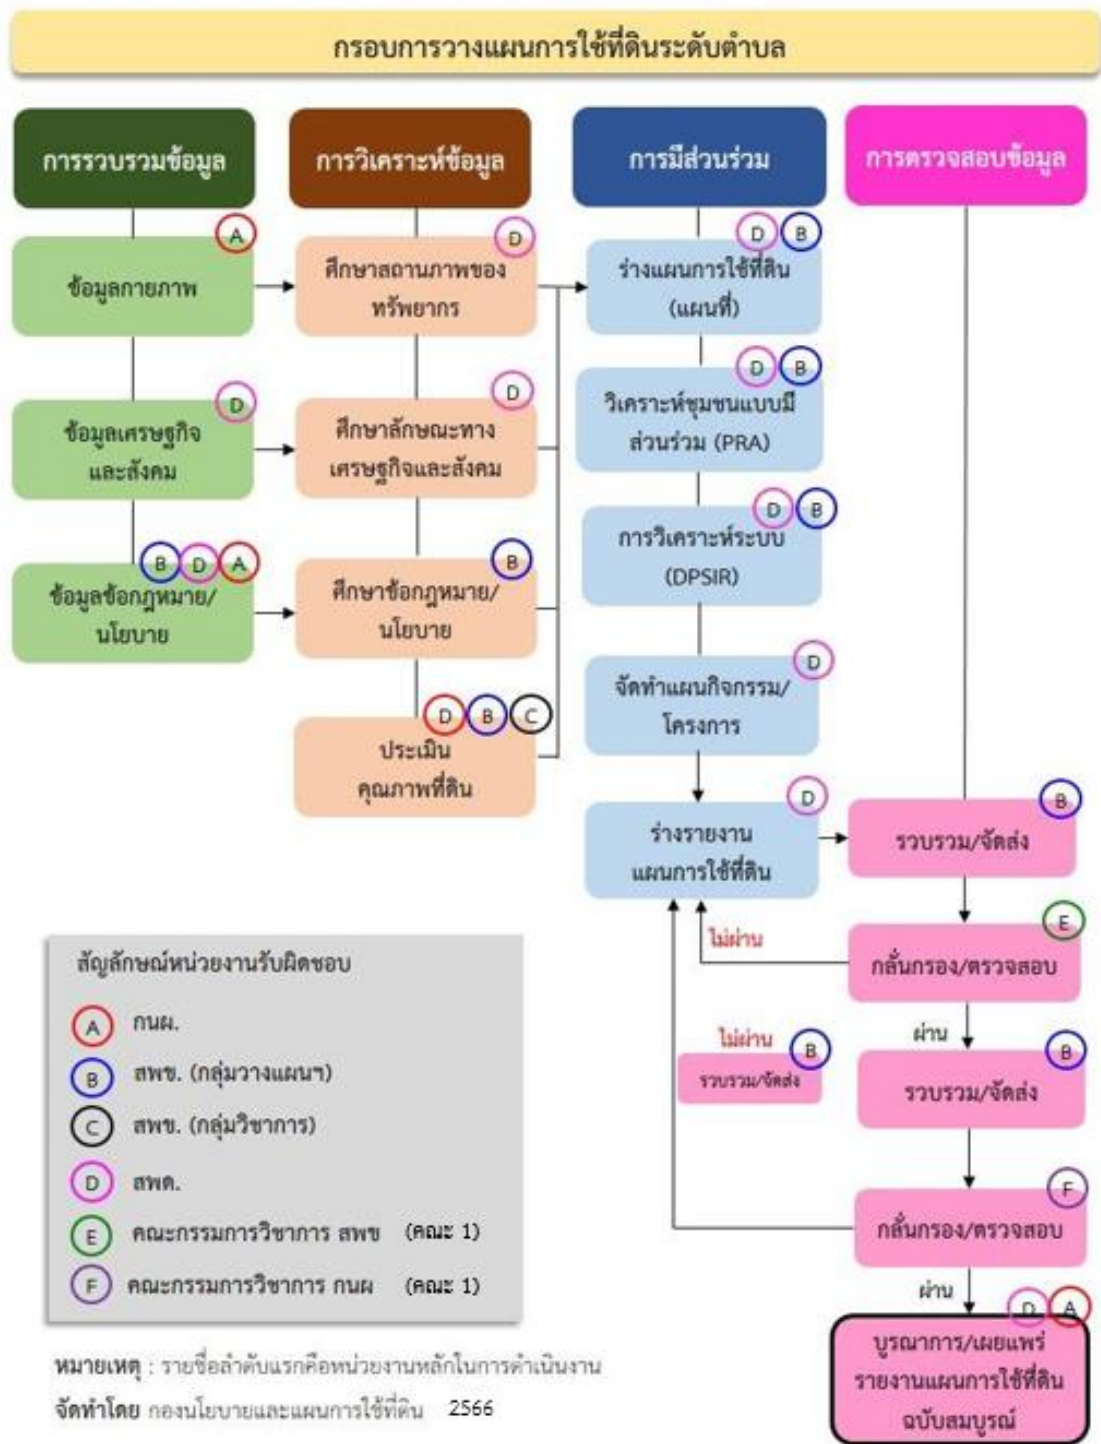 กรอบการวางแผนการใช้ที่ดินระดับตำบล
การรวบรวมข้อมูล
A
ข้อมูลกายภาพ
D
ข้อมูลเศรษฐกิจ
และสังคม
B D A
ข้อมูลข้อกฎหมาย/
นโยบาย
การวิเคราะห์ข้อมูล
D
ศึกษาสถานภาพของ
ทรัพยากร
D
ศึกษาลักษณะทาง
เศรษฐกิจและสังคม
B
ศึกษาข้อกฎหมาย/
นโยบาย
D B C
ประเมิน
คุณภาพที่ดิน
การมีส่วนร่วม
D B
ร่างแผนการใช้ที่ดิน
(แผนที่)
D B
วิเคราะห์ชุมชนแบบมี
ส่วนร่วม (PRA)
D B
การวิเคราะห์ระบบ
(DPSIR)
D
จัดทำแผนกิจกรรม/
โครงการ
D
ร่างรายงาน
แผนการใช้ที่ดิน
การตรวจสอบข้อมูล
B
รวบรวม/จัดส่ง
E
กลั่นกรอง/ตรวจสอบ
ไม่ผ่าน
ผ่าน
B
รวบรวม/จัดส่ง
ไม่ผ่าน
B
รวบรวม/จัดส่ง
F
กลั่นกรอง/ตรวจสอบ
ผ่าน
D A
บูรณาการ/เผยแพร่
รายงานแผนการใช้ที่ดิน
ฉบับสมบูรณ์
สัญลักษณ์หน่วยงานรับผิดชอบ
A กนผ.
B สพข. (กลุ่มวางแผนฯ)
C สพข. (กลุ่มวิชาการ)
D สพด.
E คณะกรรมการวิชาการ สพข (คณะ 1)
F คณะกรรมการวิชาการ กนผ (คณะ 1)
หมายเหตุ : รายชื่อลำดับแรกคือหน่วยงานหลักในการดำเนินงาน
จัดทำโดย กองนโยบายและแผนการใช้ที่ดิน 2566